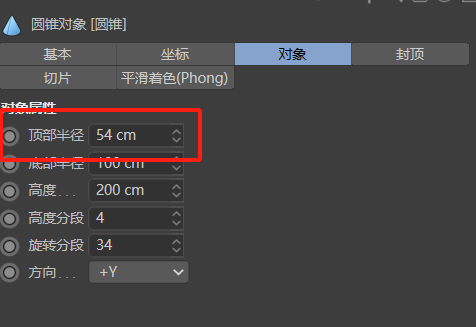 圆锥对象 [圆锥]
基本 坐标 对象 封顶
切片 平滑着色(Phong)
对象属性
顶部半径 54 cm
底部半径 100 cm
高度 . . . 200 cm
高度分段 4
旋转分段 34
方向 . . . +Y